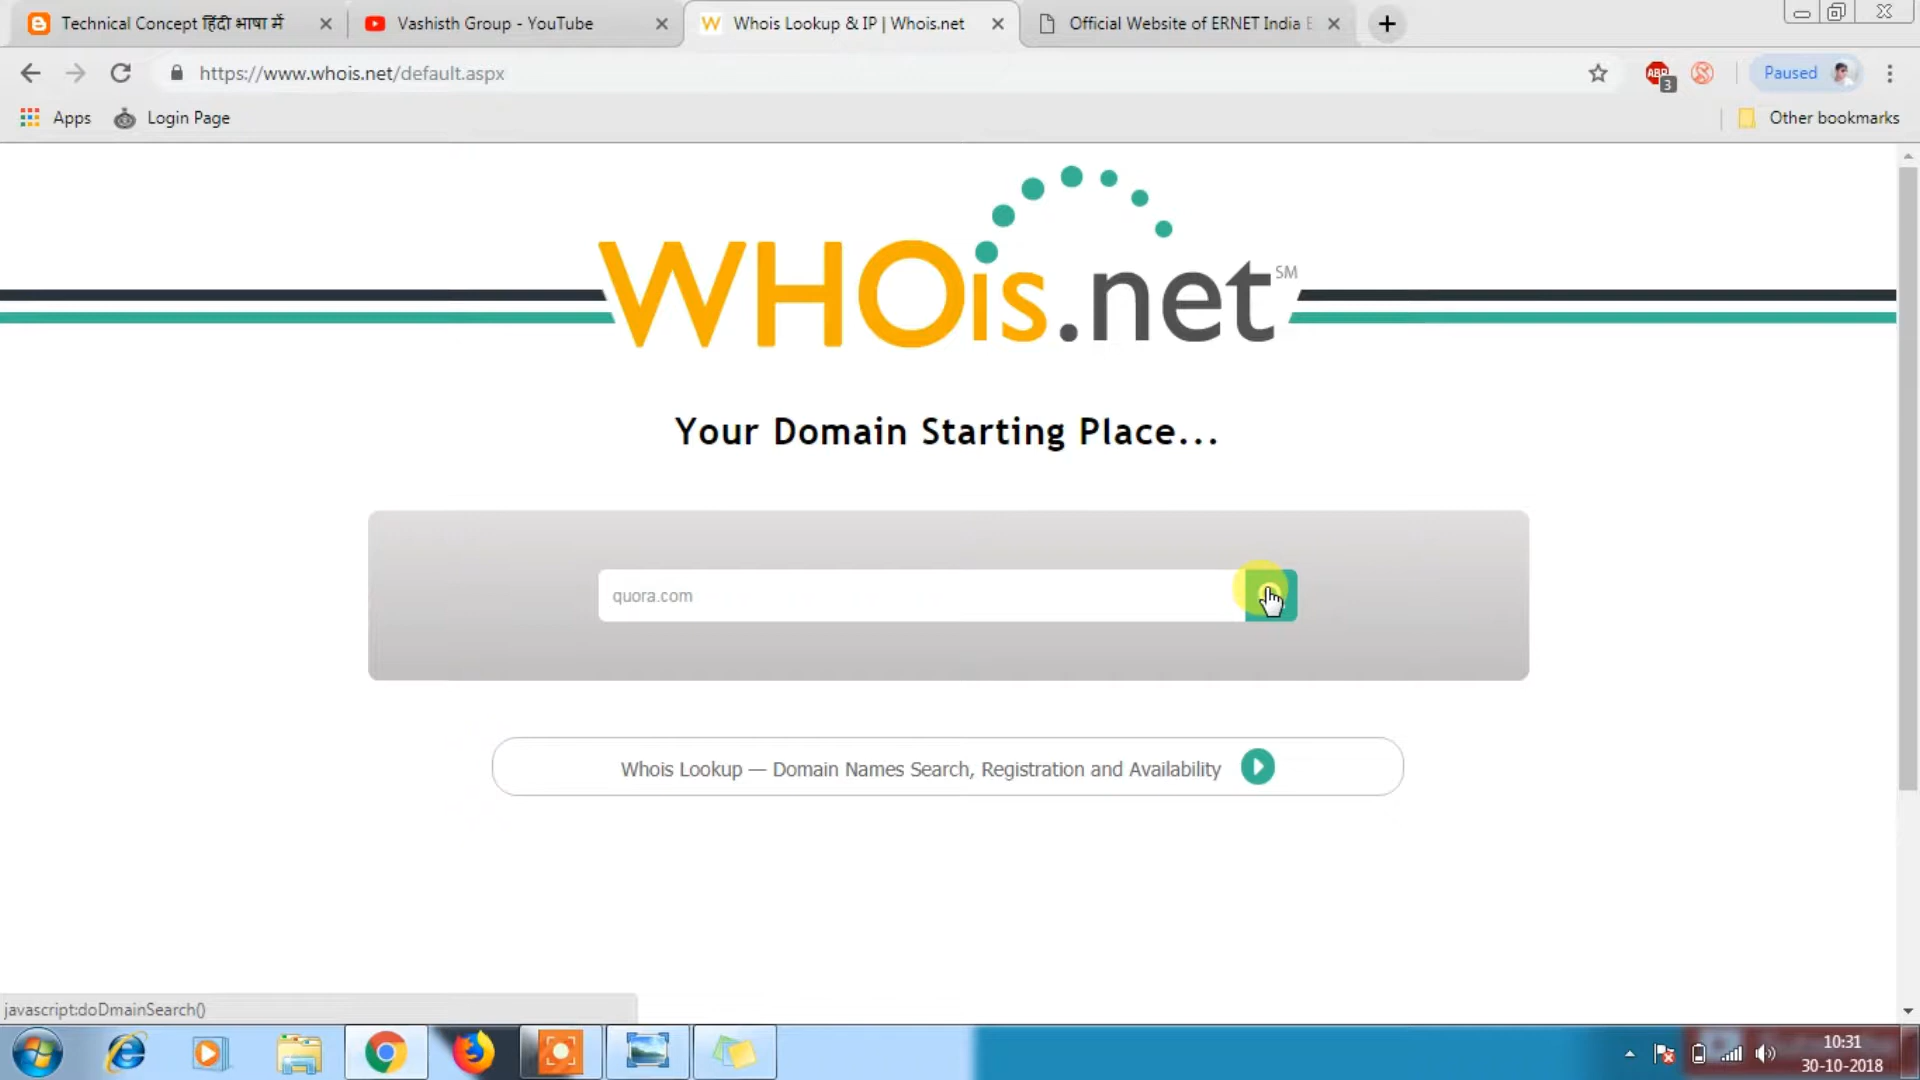 Technical Concept हिंदी भाषा में
Vashisth Group - YouTube
Whois Lookup & IP | Whois.net
Official Website of ERNET India
https://www.whois.net/default.aspx
ABP
3
Paused
Apps
Login Page
Other bookmarks
WHOis.net
SM
Your Domain Starting Place...
quora.com
Whois Lookup — Domain Names Search, Registration and Availability
javascript:doDmainSearch()
10:31
30-10-2018